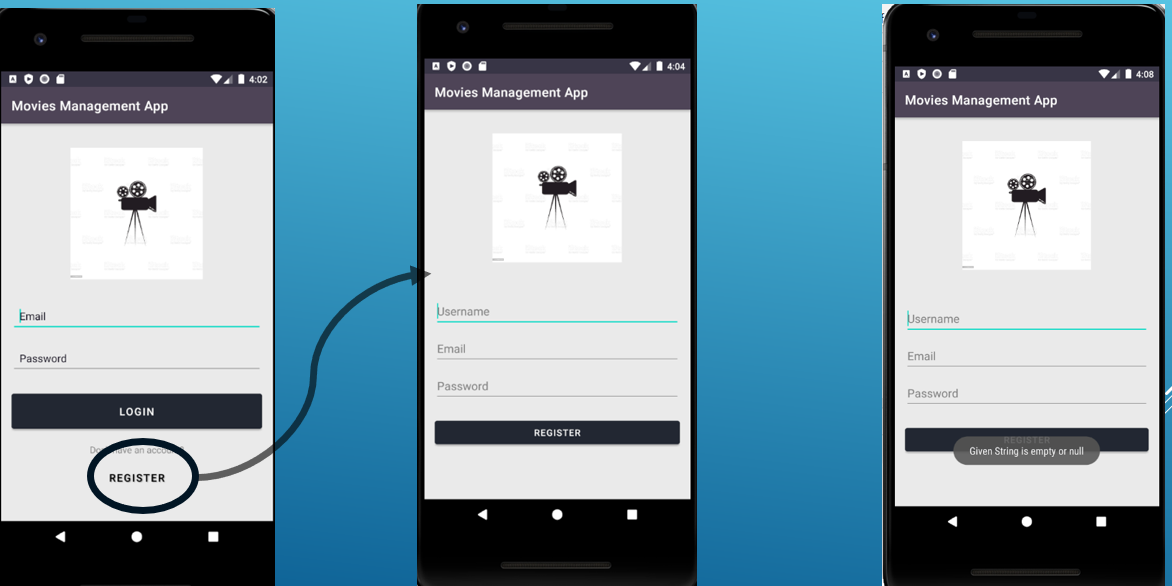 4:02
Movies Management App
Email
Password
LOGIN
REGISTER
4:04
Movies Management App
Username
Email
Password
REGISTER
4:08
Movies Management App
Username
Email
Password
REGISTER
Given String is empty or null